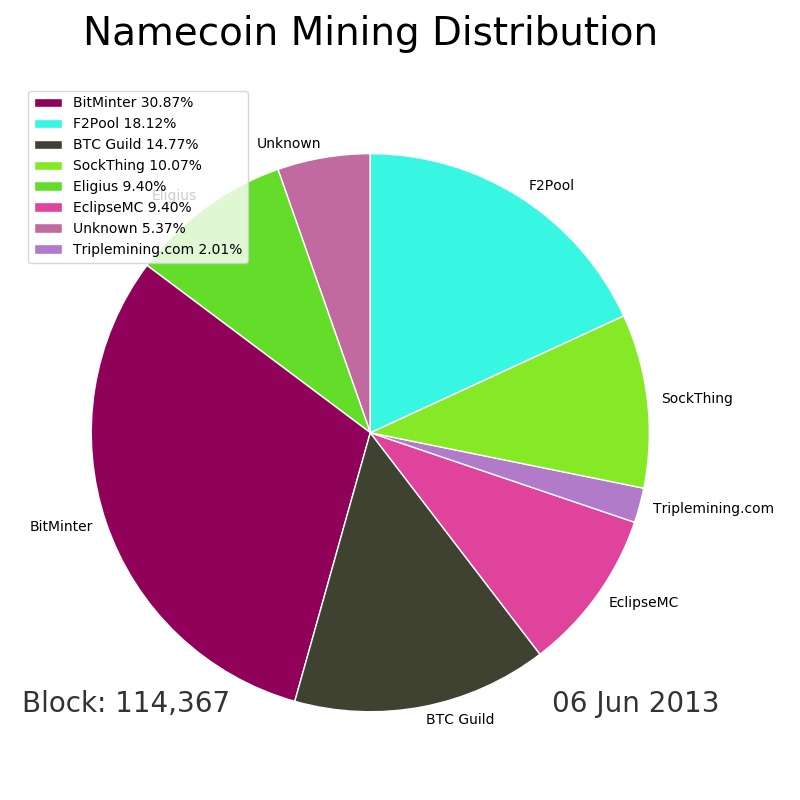 Namecoin Mining Distribution
BitMinter 30.87%
F2Pool 18.12%
BTC Guild 14.77%
SockThing 10.07%
Eligius 9.40%
EclipseMC 9.40%
Unknown 5.37%
Triplemining.com 2.01%
Unknown
F2Pool
Eligius
SockThing
Triplemining.com
BitMinter
EclipseMC
BTC Guild
Block: 114,367
06 Jun 2013